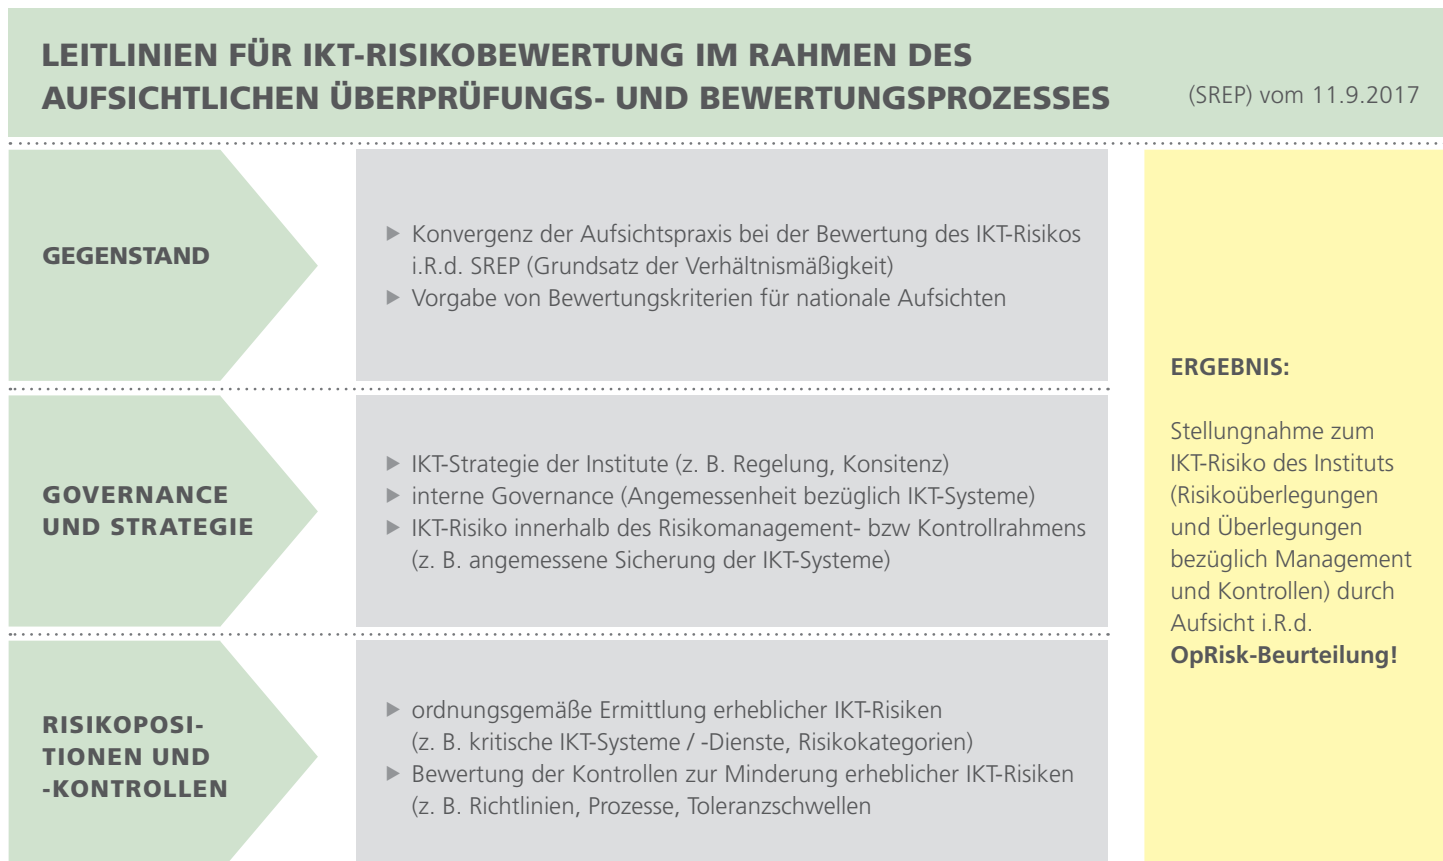 LEITLINIEN FÜR IKT-RISIKOBEWERTUNG IM RAHMEN DES
AUFSICHTLICHEN ÜBERPRÜFUNGS- UND BEWERTUNGSPROZESSES (SREP) vom 11.9.2017
GEGENSTAND
▶ Konvergenz der Aufsichtspraxis bei der Bewertung des IKT-Risikos
i.R.d. SREP (Grundsatz der Verhältnismäßigkeit)
▶ Vorgabe von Bewertungskriterien für nationale Aufsichten
GOVERNANCE
UND STRATEGIE
▶ IKT-Strategie der Institute (z. B. Regelung, Konsitenz)
▶ interne Governance (Angemessenheit bezüglich IKT-Systeme)
▶ IKT-Risiko innerhalb des Risikomanagement- bzw Kontrollrahmens
(z. B. angemessene Sicherung der IKT-Systeme)
RISIKOPOSI-
TIONEN UND
-KONTROLLEN
▶ ordnungsgemäße Ermittlung erheblicher IKT-Risiken
(z. B. kritische IKT-Systeme / -Dienste, Risikokategorien)
▶ Bewertung der Kontrollen zur Minderung erheblicher IKT-Risiken
(z. B. Richtlinien, Prozesse, Toleranzschwellen
ERGEBNIS:
Stellungnahme zum
IKT-Risiko des Instituts
(Risikoüberlegungen
und Überlegungen
bezüglich Management
und Kontrollen) durch
Aufsicht i.R.d.
OpRisk-Beurteilung!